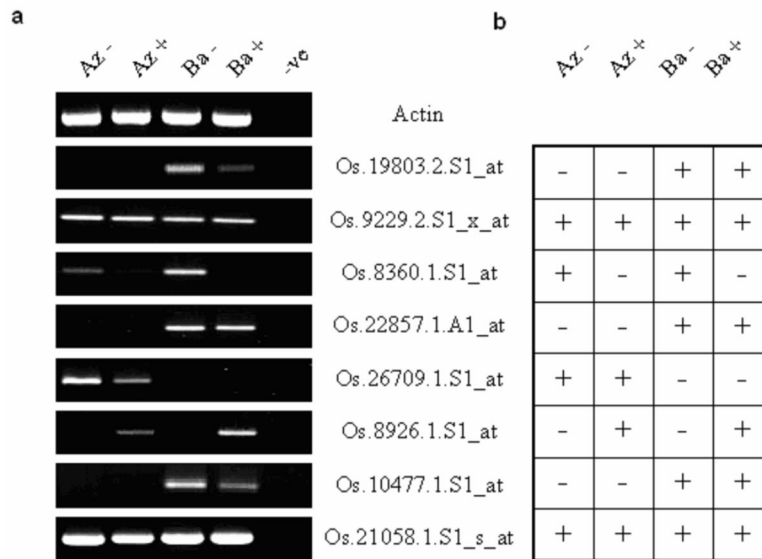 a
b
Az - Az + Ba - Ba + -ve
Az - Az + Ba - Ba +
Actin
Os.19803.2.S1_at - - + +
Os.9229.2.S1_x_at + + + +
Os.8360.1.S1_at + - + -
Os.22857.1.A1_at - - + +
Os.26709.1.S1_at + + - -
Os.8926.1.S1_at - + - +
Os.10477.1.S1_at - - + +
Os.21058.1.S1_s_at + + + +